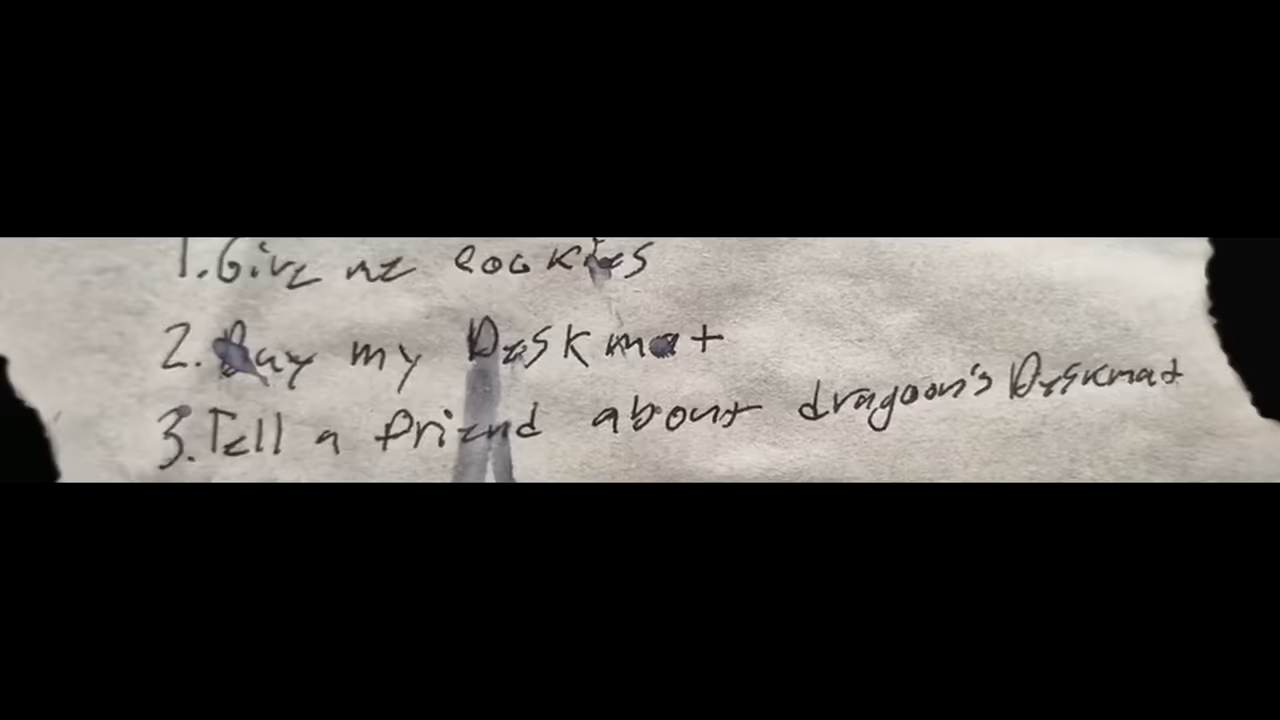 1. Give me cookies
2. Buy my Deskmat
3. Tell a friend about dragoon's Deskmat